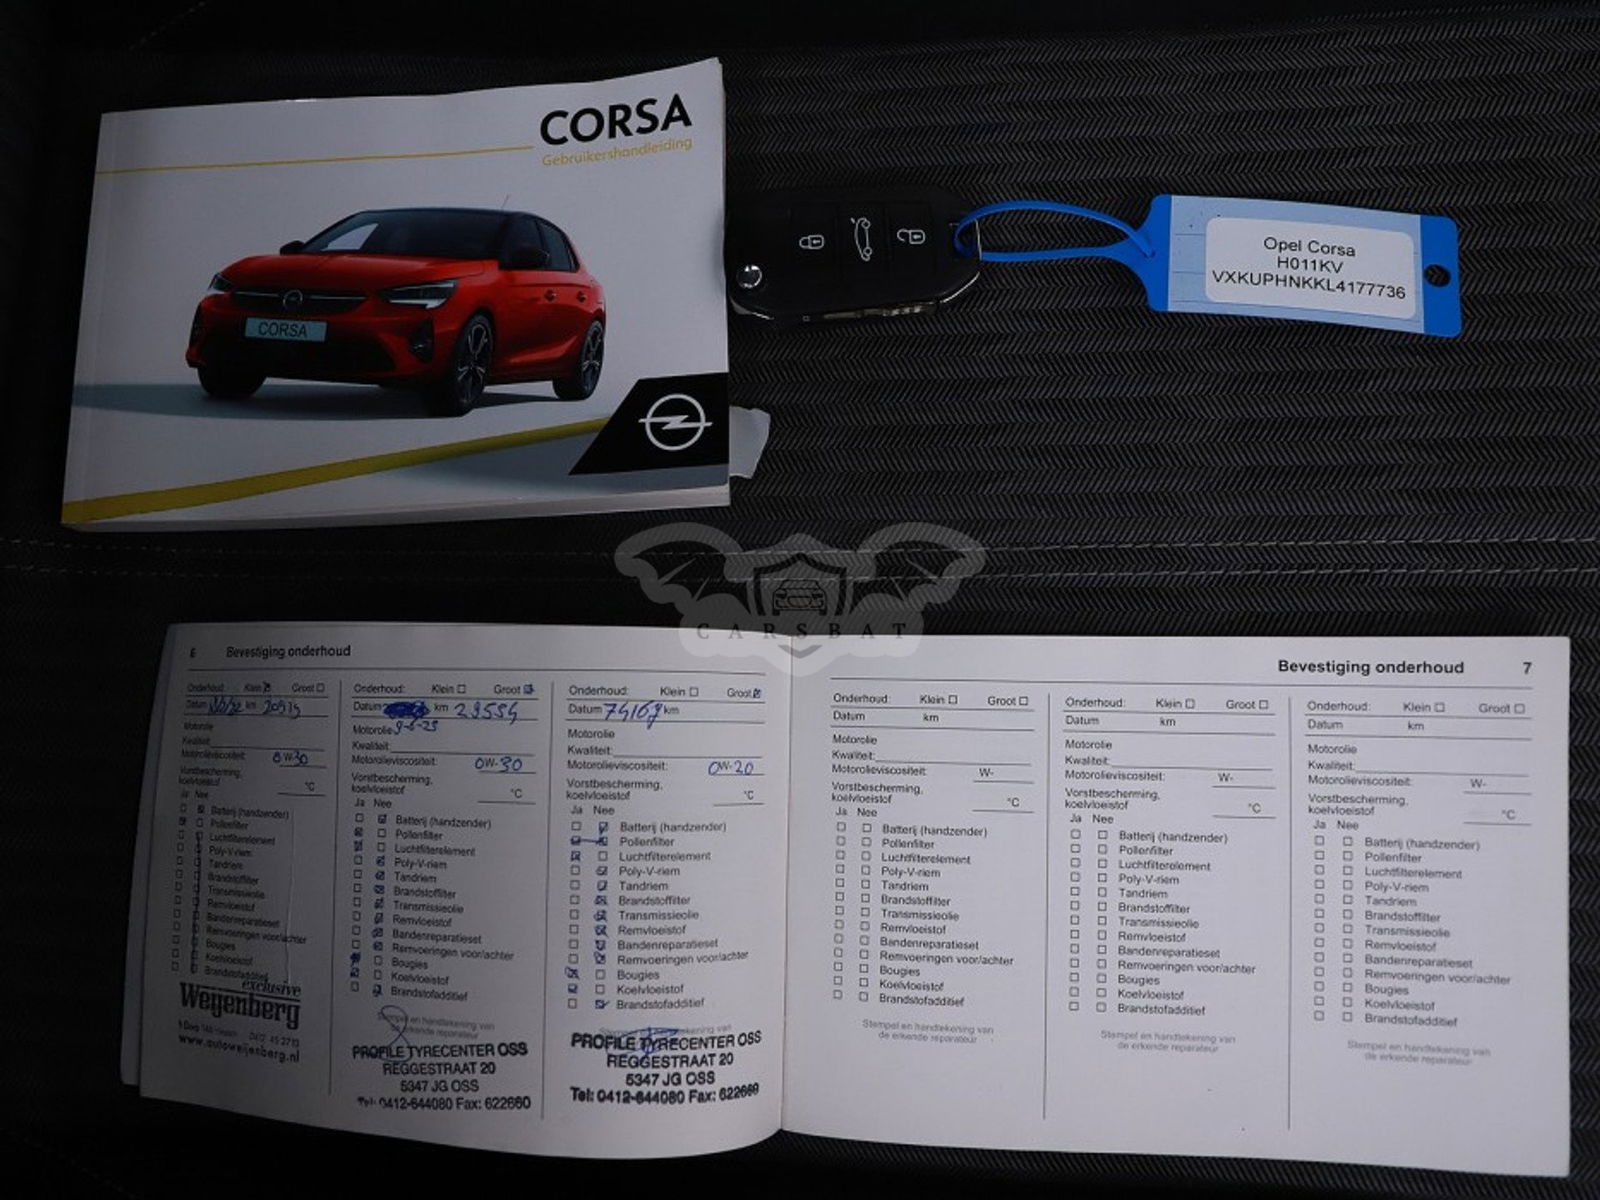 CORSA
Gebruikershandleiding
CORSA
Opel Corsa
H011KV
VXKUPHNKKL4177736
CARSBAT
6 Bevestiging onderhoud
Onderhoud: Klein Groot
Datum km
Motorolie
Kwaliteit:
Motorolieviscositeit: 0W-30
Vorstbescherming,
koelvloeistof °C
Ja Nee
Batterij (handzender)
Pollenfilter
Luchtfilterelement
Poly-V-riem
Tandriem
Brandstoffilter
Transmissieolie
Remvloeistof
Bandenreparatieset
Remvoeringen voor/achter
Bougies
Koelvloeistof
Brandstofadditief
exclusive
Weijenberg
www.autoweijenberg.nl
Onderhoud: Klein Groot
Datum km 29554
Motorolie
Kwaliteit:
Motorolieviscositeit: 0W-30
Vorstbescherming,
koelvloeistof °C
Ja Nee
Batterij (handzender)
Pollenfilter
Luchtfilterelement
Poly-V-riem
Tandriem
Brandstoffilter
Transmissieolie
Remvloeistof
Bandenreparatieset
Remvoeringen voor/achter
Bougies
Koelvloeistof
Brandstofadditief
Stempel en handtekening van
de erkende reparateur
PROFILE TYRECENTER OSS
REGGESTRAAT 20
5347 JG OSS
Tel: 0412-644080 Fax: 622660
Onderhoud: Klein Groot
Datum 74167 km
Motorolie
Kwaliteit:
Motorolieviscositeit: 0W-20
Vorstbescherming,
koelvloeistof °C
Ja Nee
Batterij (handzender)
Pollenfilter
Luchtfilterelement
Poly-V-riem
Tandriem
Brandstoffilter
Transmissieolie
Remvloeistof
Bandenreparatieset
Remvoeringen voor/achter
Bougies
Koelvloeistof
Brandstofadditief
PROFILE TYRECENTER OSS
REGGESTRAAT 20
5347 JG OSS
Tel: 0412-644080 Fax: 622669
Bevestiging onderhoud 7
Onderhoud: Klein Groot
Datum km
Motorolie
Kwaliteit:
Motorolieviscositeit: W-
Vorstbescherming,
koelvloeistof °C
Ja Nee
Batterij (handzender)
Pollenfilter
Luchtfilterelement
Poly-V-riem
Tandriem
Brandstoffilter
Transmissieolie
Remvloeistof
Bandenreparatieset
Remvoeringen voor/achter
Bougies
Koelvloeistof
Brandstofadditief
Stempel en handtekening van
de erkende reparateur
Onderhoud: Klein Groot
Datum km
Motorolie
Kwaliteit:
Motorolieviscositeit: W-
Vorstbescherming,
koelvloeistof °C
Ja Nee
Batterij (handzender)
Pollenfilter
Luchtfilterelement
Poly-V-riem
Tandriem
Brandstoffilter
Transmissieolie
Remvloeistof
Bandenreparatieset
Remvoeringen voor/achter
Bougies
Koelvloeistof
Brandstofadditief
Stempel en handtekening van
de erkende reparateur
Onderhoud: Klein Groot
Datum km
Motorolie
Kwaliteit:
Motorolieviscositeit: W-
Vorstbescherming,
koelvloeistof °C
Ja Nee
Batterij (handzender)
Pollenfilter
Luchtfilterelement
Poly-V-riem
Tandriem
Brandstoffilter
Transmissieolie
Remvloeistof
Bandenreparatieset
Remvoeringen voor/achter
Bougies
Koelvloeistof
Brandstofadditief
Stempel en handtekening van
de erkende reparateur